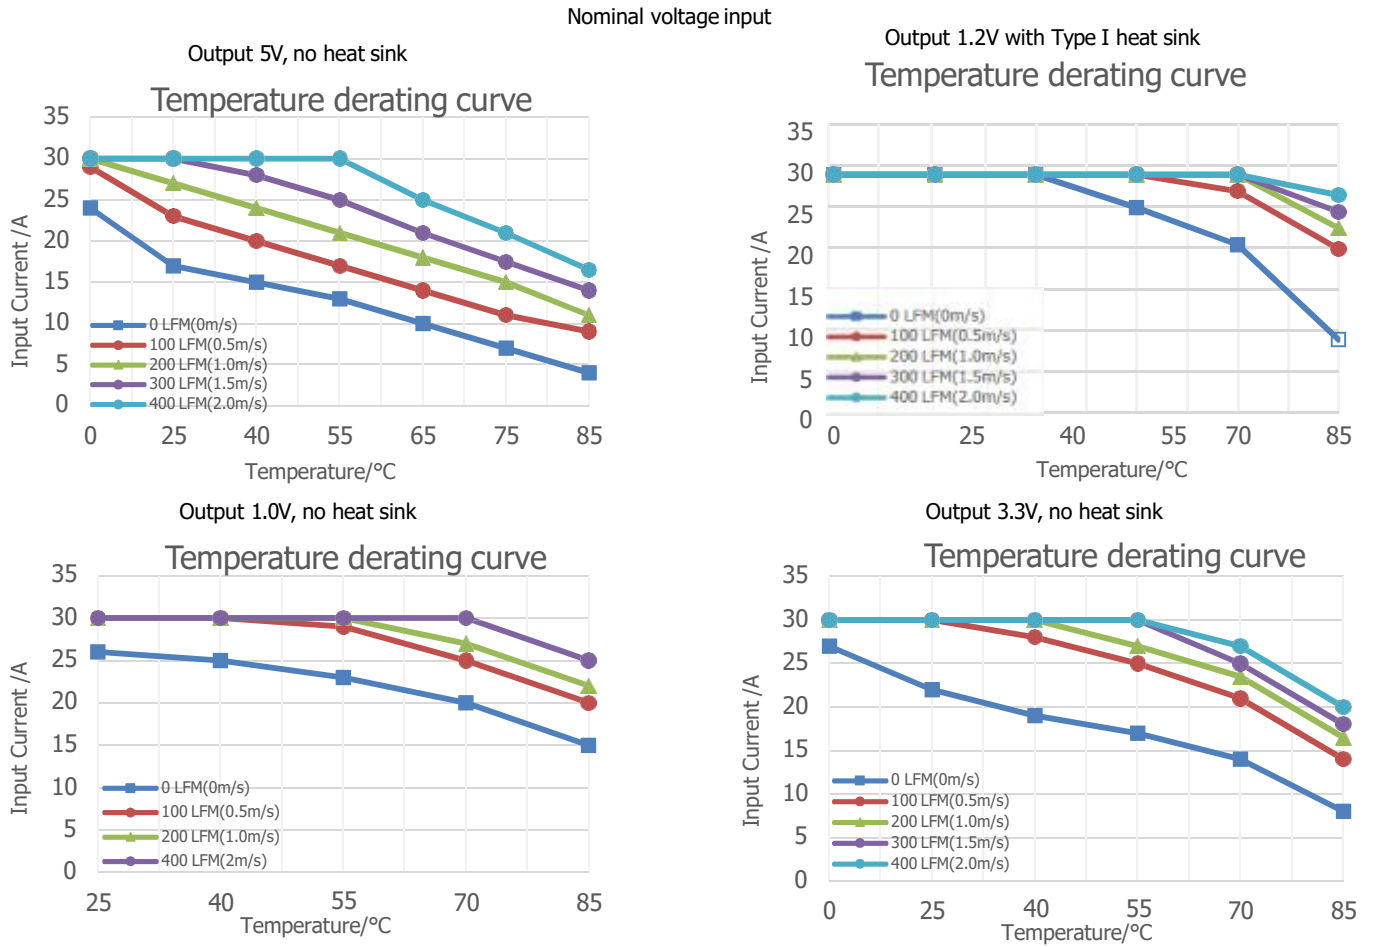 Nominal voltage input
Output 5V, no heat sink
Temperature derating curve
35
30
25
20
15
10
5
0
Input Current /A
0 LFM(0m/s)
100 LFM(0.5m/s)
200 LFM(1.0m/s)
300 LFM(1.5m/s)
400 LFM(2.0m/s)
0 25 40 55 65 75 85
Temperature/°C
Output 1.2V with Type I heat sink
Temperature derating curve
35
30
25
20
15
10
5
0
Input Current /A
0 LFM(0m/s)
100 LFM(0.5m/s)
200 LFM(1.0m/s)
300 LFM(1.5m/s)
400 LFM(2.0m/s)
0 25 40 55 70 85
Temperature/°C
Output 1.0V, no heat sink
Temperature derating curve
35
30
25
20
15
10
5
0
Input Current /A
0 LFM(0m/s)
100 LFM(0.5m/s)
200 LFM(1.0m/s)
400 LFM(2m/s)
25 40 55 70 85
Temperature/°C
Output 3.3V, no heat sink
Temperature derating curve
35
30
25
20
15
10
5
0
Input Current /A
0 LFM(0m/s)
100 LFM(0.5m/s)
200 LFM(1.0m/s)
300 LFM(1.5m/s)
400 LFM(2.0m/s)
0 25 40 55 70 85
Temperature/°C